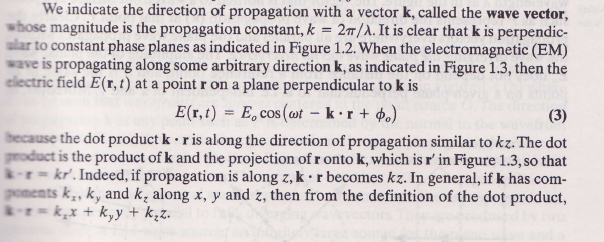 We indicate the direction of propagation with a vector k, called the wave vector,
whose magnitude is the propagation constant, k = 2π/λ. It is clear that k is perpendic-
ular to constant phase planes as indicated in Figure 1.2. When the electromagnetic (EM)
wave is propagating along some arbitrary direction k, as indicated in Figure 1.3, then the
electric field E(r, t) at a point r on a plane perpendicular to k is
E(r, t) = Eₒ cos(ωt − k · r + ϕₒ) (3)
because the dot product k · r is along the direction of propagation similar to kz. The dot
product is the product of k and the projection of r onto k, which is r′ in Figure 1.3, so that
k · r = kr′. Indeed, if propagation is along z, k · r becomes kz. In general, if k has com-
ponents kₓ, kᵧ and k_z along x, y and z, then from the definition of the dot product,
k · r = kₓx + kᵧy + k_z z.